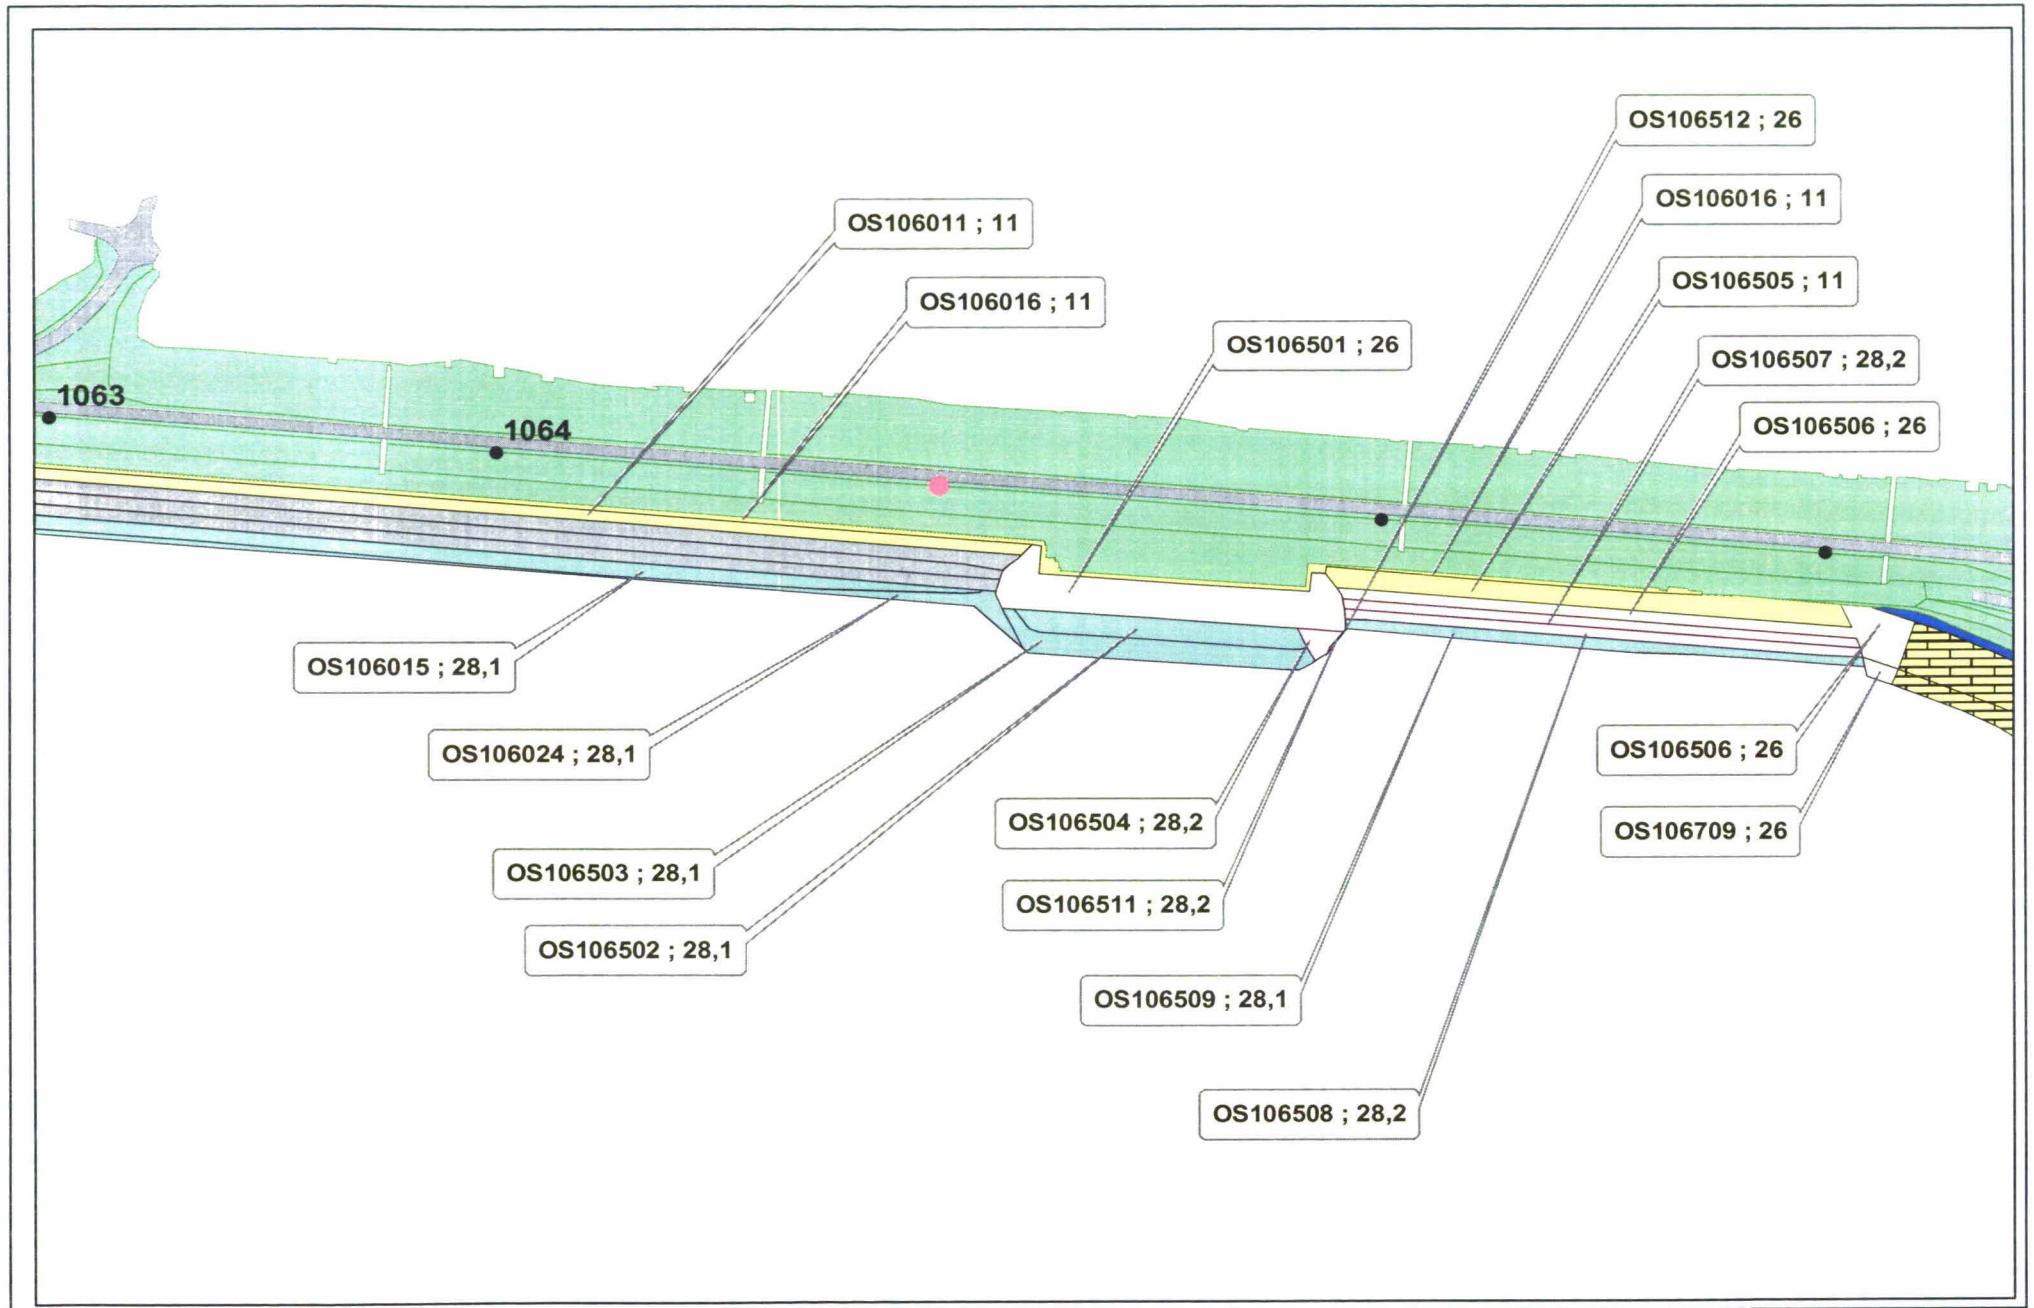 OS106512 ; 26
OS106016 ; 11
OS106011 ; 11
OS106505 ; 11
OS106016 ; 11
OS106501 ; 26
OS106507 ; 28,2
1063
OS106506 ; 26
1064
OS106015 ; 28,1
OS106024 ; 28,1
OS106506 ; 26
OS106504 ; 28,2
OS106709 ; 26
OS106503 ; 28,1
OS106511 ; 28,2
OS106502 ; 28,1
OS106509 ; 28,1
OS106508 ; 28,2